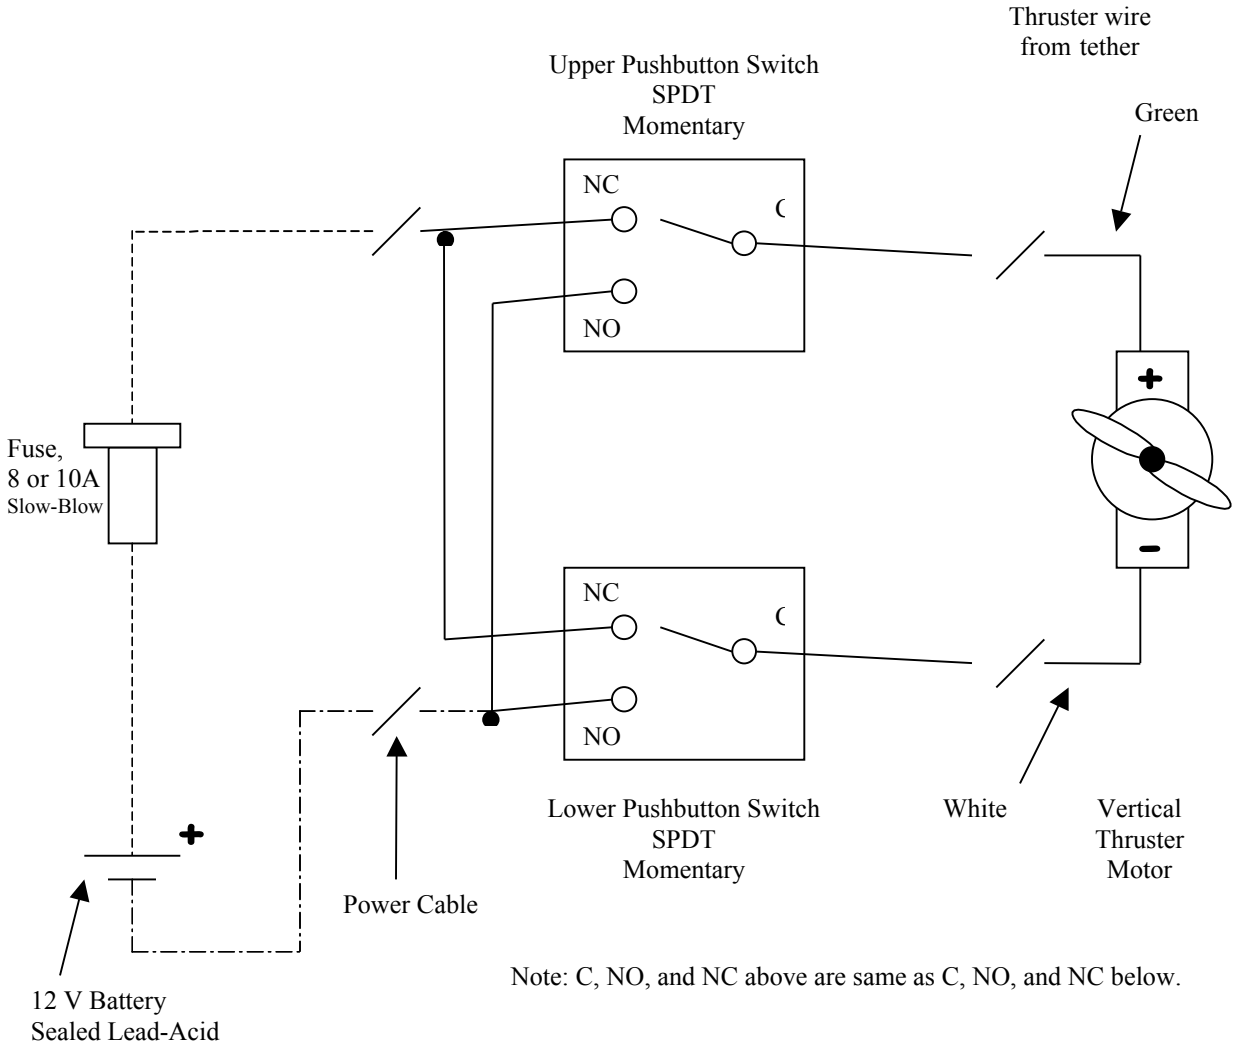 Thruster wire
from tether
Upper Pushbutton Switch
SPDT
Momentary
Green
NC
C
NO
+
Fuse,
8 or 10A
Slow-Blow
-
NC
C
NO
Lower Pushbutton Switch
SPDT
Momentary
White
Vertical
Thruster
Motor
+
Power Cable
Note: C, NO, and NC above are same as C, NO, and NC below.
12 V Battery
Sealed Lead-Acid